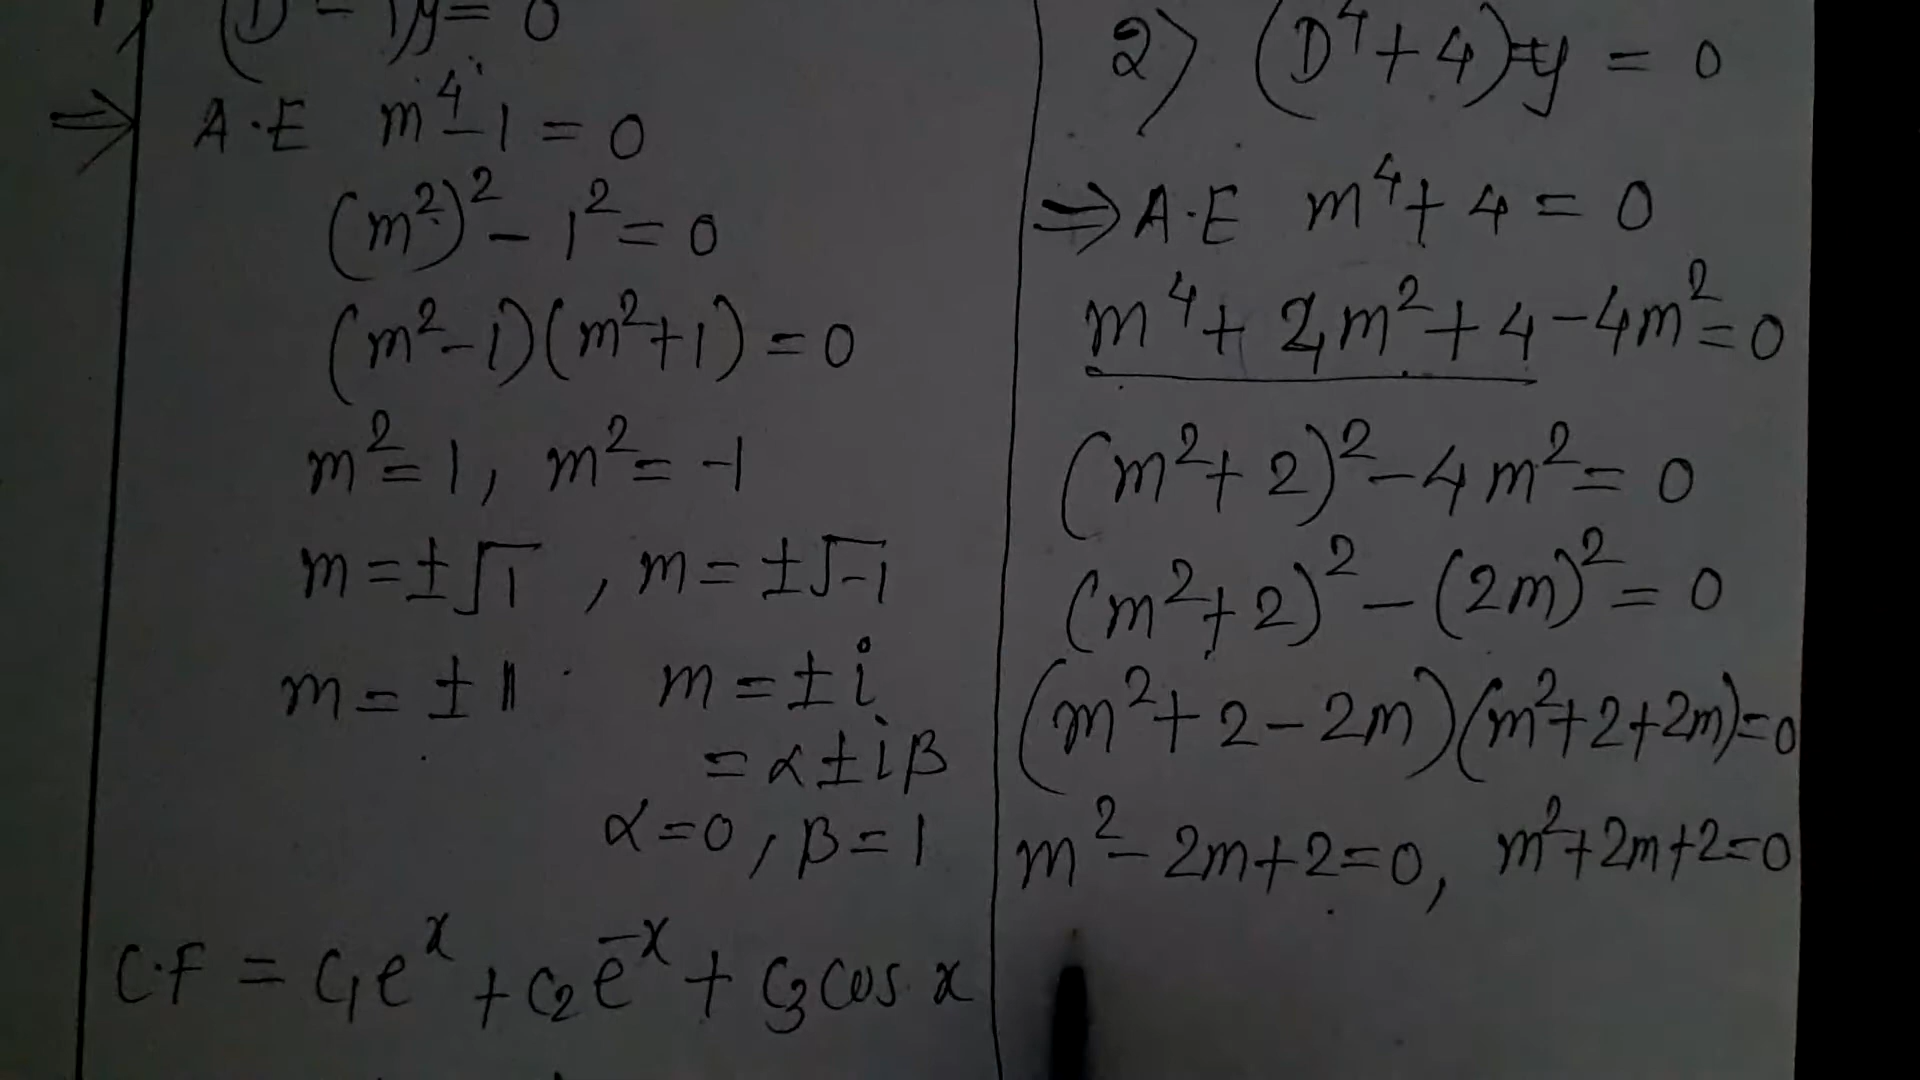 1) (D⁴ - 1)y = 0
⇒ A.E m⁴ - 1 = 0
(m²)² - 1² = 0
(m² - 1)(m² + 1) = 0
m² = 1, m² = -1
m = ±√1, m = ±√-1
m = ±1 m = ±i
= α ± iβ
α = 0, β = 1
C.F = C₁eˣ + C₂e⁻ˣ + C₃ cos x
2) (D⁴ + 4)y = 0
⇒ A.E m⁴ + 4 = 0
m⁴ + 4m² + 4 - 4m² = 0
(m² + 2)² - 4m² = 0
(m² + 2)² - (2m)² = 0
(m² + 2 - 2m)(m² + 2 + 2m) = 0
m² - 2m + 2 = 0, m² + 2m + 2 = 0